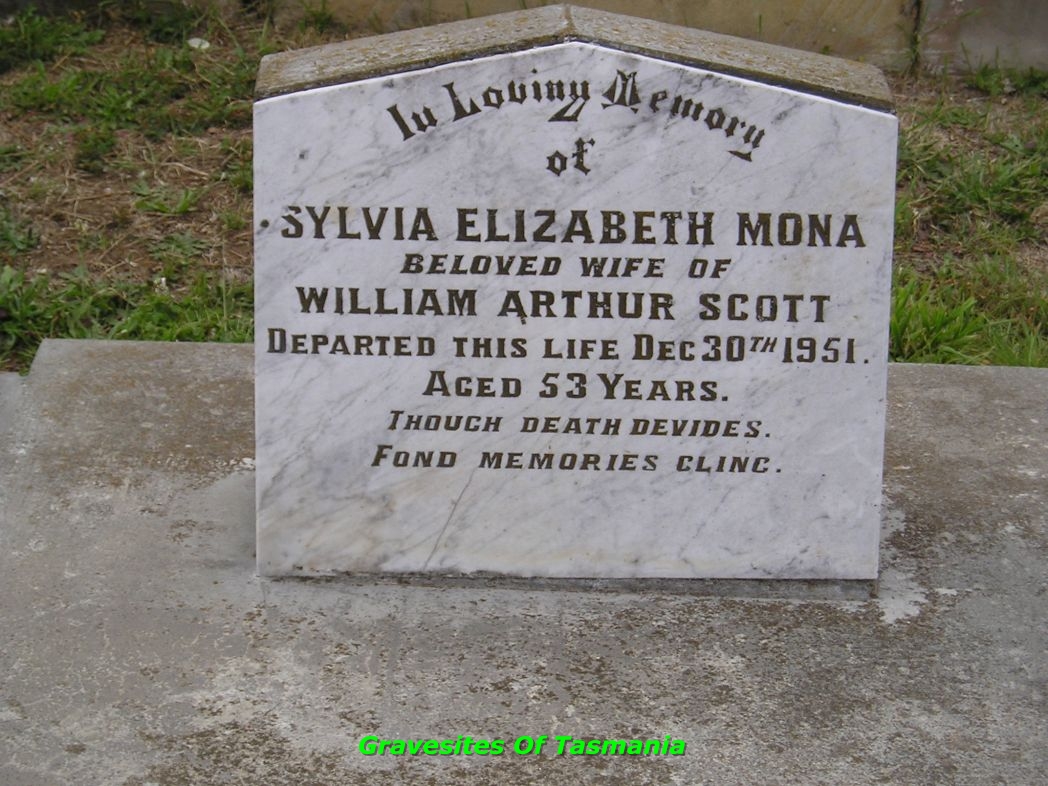 In Loving Memory
of
SYLVIA ELIZABETH MONA
BELOVED WIFE OF
WILLIAM ARTHUR SCOTT
DEPARTED THIS LIFE DEC 30TH 1951.
AGED 53 YEARS.
THOUGH DEATH DEVIDES.
FOND MEMORIES CLING.
Gravesites Of Tasmania